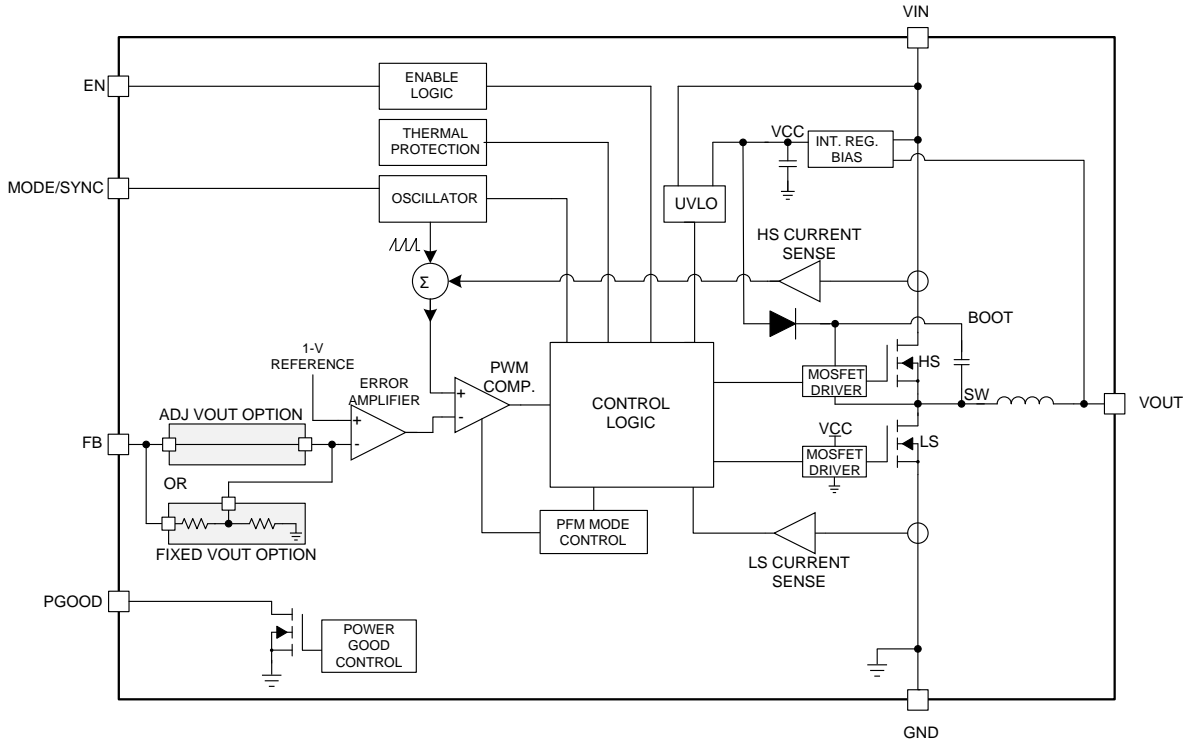 VIN
EN
ENABLE
LOGIC
THERMAL
PROTECTION
VCC
INT. REG.
BIAS
MODE/SYNC
OSCILLATOR
UVLO
HS CURRENT
SENSE
Σ
BOOT
1-V
REFERENCE
ERROR
AMPLIFIER
PWM
COMP.
+
-
+
-
CONTROL
LOGIC
MOSFET
DRIVER
HS
SW
VOUT
ADJ VOUT OPTION
FB
OR
VCC
MOSFET
DRIVER
LS
FIXED VOUT OPTION
PFM MODE
CONTROL
LS CURRENT
SENSE
PGOOD
POWER
GOOD
CONTROL
GND